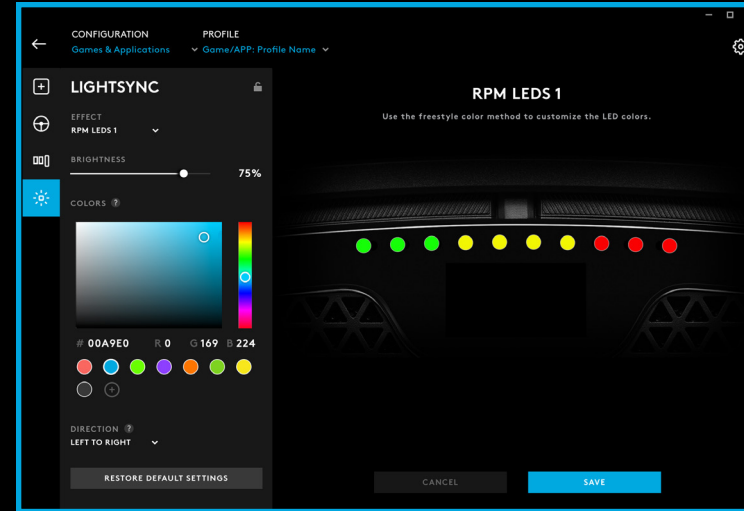 CONFIGURATION
PROFILE
Games & Applications
Game/APP: Profile Name
LIGHTSYNC
EFFECT
RPM LEDS 1
BRIGHTNESS
75%
COLORS ?
# 00A9E0 R 0 G 169 B 224
DIRECTION ?
LEFT TO RIGHT
RESTORE DEFAULT SETTINGS
RPM LEDS 1
Use the freestyle color method to customize the LED colors.
CANCEL
SAVE